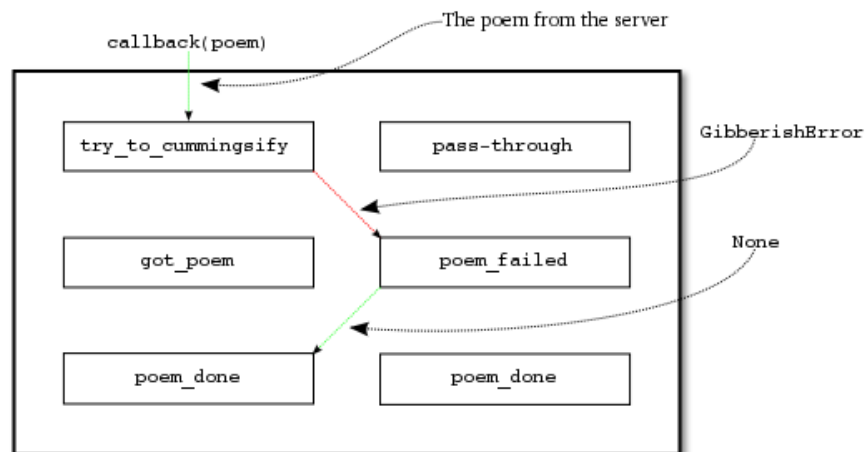 The poem from the server
callback(poem)
try_to_cummingsify
pass-through
GibberishError
got_poem
poem_failed
None
poem_done
poem_done